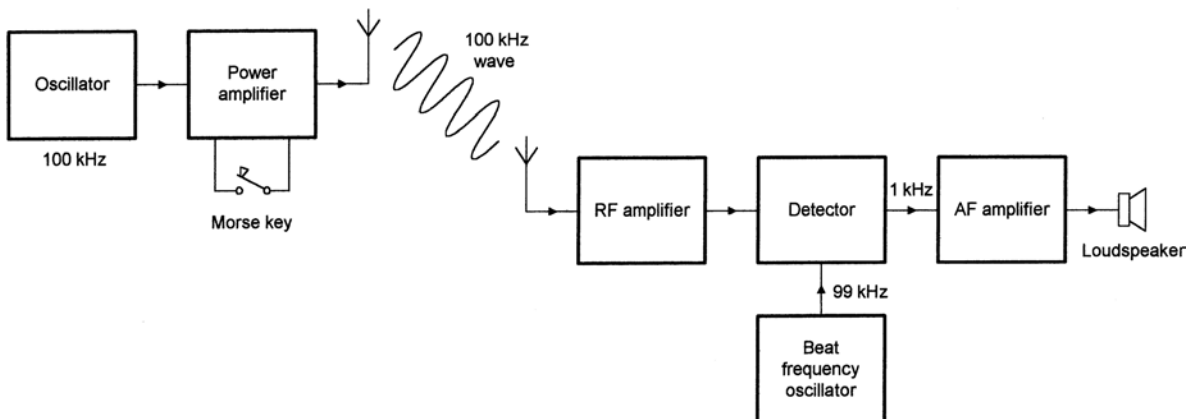 Oscillator
100 kHz
Power
amplifier
Morse key
100 kHz
wave
RF amplifier
Detector
1 kHz
AF amplifier
Loudspeaker
99 kHz
Beat
frequency
oscillator